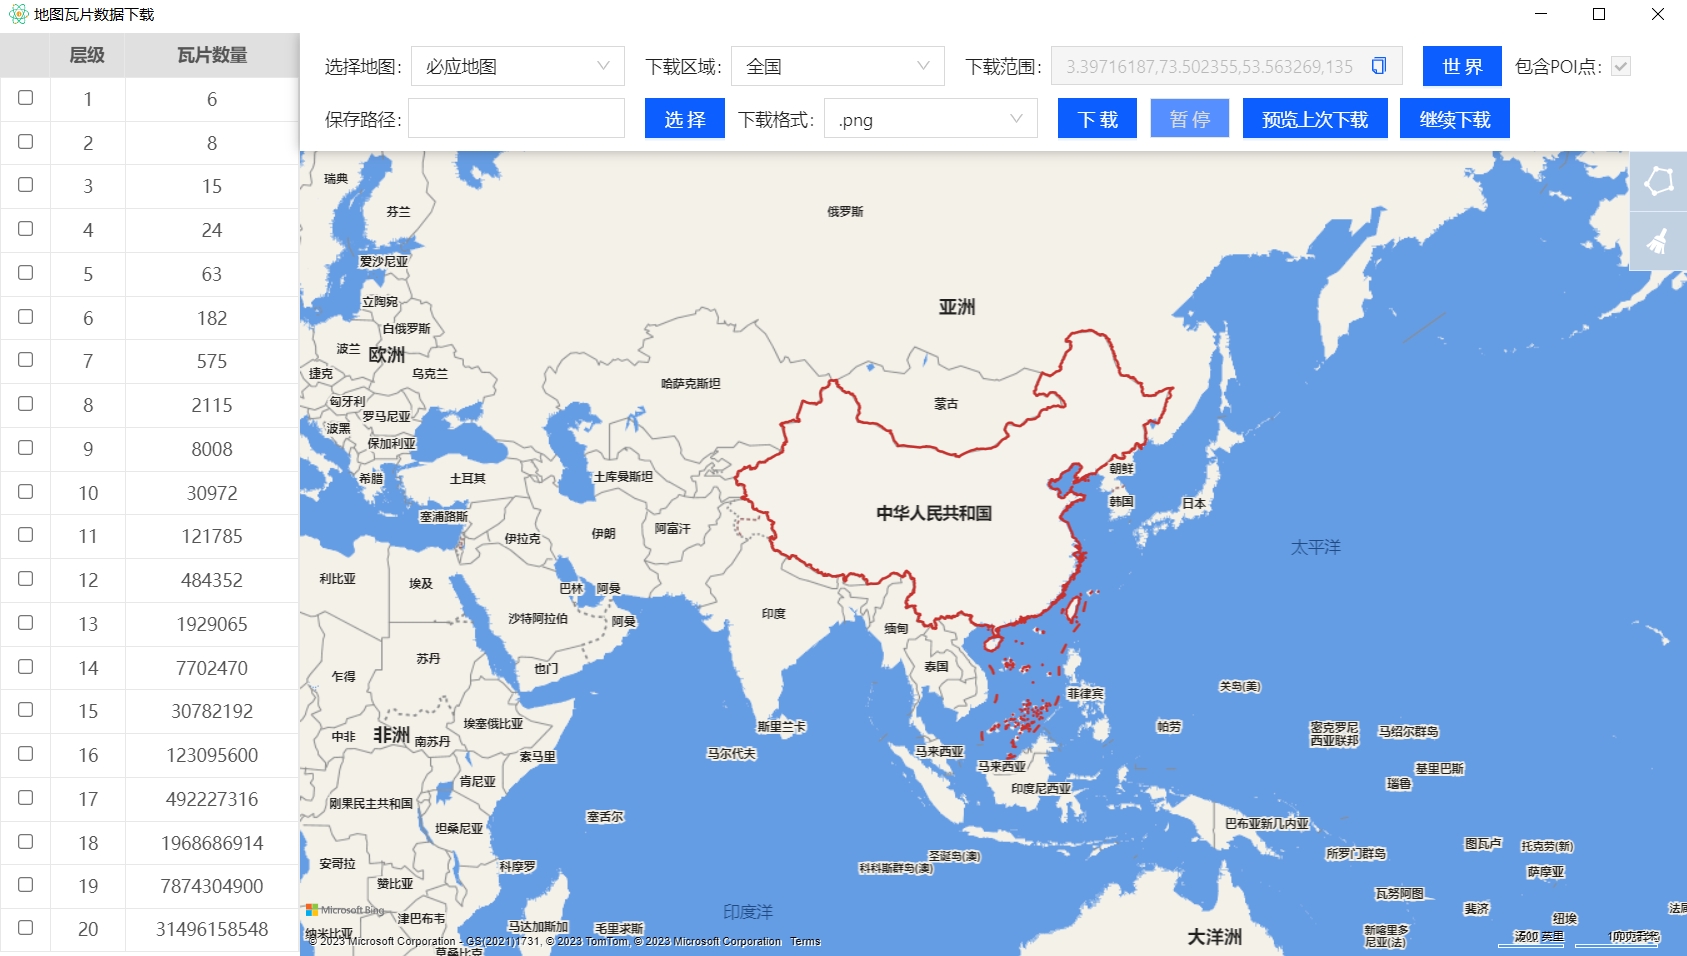 地图瓦片数据下载
层级 瓦片数量
1 6
2 8
3 15
4 24
5 63
6 182
7 575
8 2115
9 8008
10 30972
11 121785
12 484352
13 1929065
14 7702470
15 30782192
16 123095600
17 492227316
18 1968686914
19 7874304900
20 31496158548
选择地图: 必应地图 下载区域: 全国 下载范围: 3.39716187,73.502355,53.563269,135 世 界 包含POI点:
保存路径: 选 择 下载格式: .png 下 载 暂 停 预览上次下载 继续下载
瑞典
芬兰
俄罗斯
爱沙尼亚
立陶宛
亚洲
白俄罗斯
波兰
欧洲
捷克
乌克兰
哈萨克斯坦
匈牙利
蒙古
罗马尼亚
波黑
保加利亚
朝鲜
希腊
土耳其
土库曼斯坦
韩国
日本
塞浦路斯
中华人民共和国
阿富汗
伊朗
伊拉克
太平洋
利比亚
埃及
巴林
阿曼
沙特阿拉伯
阿曼
印度
缅甸
苏丹
也门
泰国
乍得
关岛(美)
菲律宾
埃塞俄比亚
斯里兰卡
帕劳
密克罗尼
西亚联邦
马绍尔群岛
中非
非洲
南苏丹
索马里
马尔代夫
马来西亚
马来西亚
基里巴斯
肯尼亚
瑙鲁
印度尼西亚
刚果民主共和国
塞舌尔
坦桑尼亚
巴布亚新几内亚
图瓦卢
托克劳(新)
所罗门群岛
圣诞岛(澳)
科科斯群岛(澳)
安哥拉
科摩罗
萨摩亚
赞比亚
瓦努阿图
Microsoft Bing
津巴布韦
印度洋
斐济
纽埃
马达加斯加
毛里求斯
纳米比亚
大洋洲
新喀里多
尼亚(法)
© 2023 Microsoft Corporation - GS(2021)1731, © 2023 TomTom, © 2023 Microsoft Corporation Terms